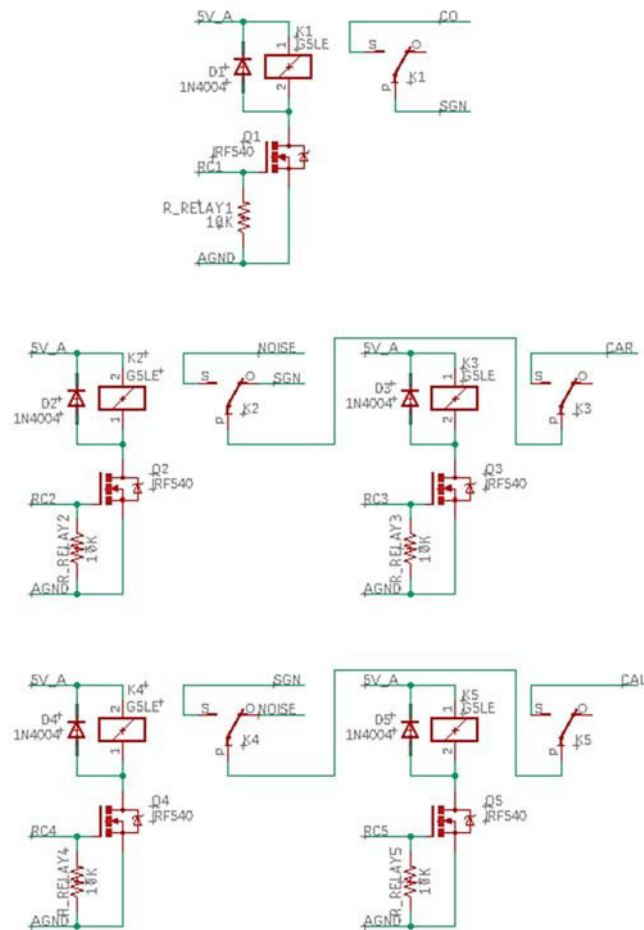 5V_A CO
K1
1 G5LE S O
D1
1N4004 2 P K1
SGN
Q1
IRF540
RC1
R_RELAY1
10K
AGND
5V_A K2 NOISE 5V_A K3 CAR
2 G5LE S O SGN 1 G5LE S O
D2 D3
1N4004 1 P K2 1N4004 2 P K3
Q2 Q3
IRF540 IRF540
RC2 RC3
R_RELAY2 R_RELAY3
10K 10K
AGND AGND
5V_A K4 SGN 5V_A K5 CAL
2 G5LE S O NOISE 1 G5LE S O
D4 D5
1N4004 1 P K4 1N4004 2 P K5
Q4 Q5
IRF540 IRF540
RC4 RC5
R_RELAY4 R_RELAY5
10K 10K
AGND AGND